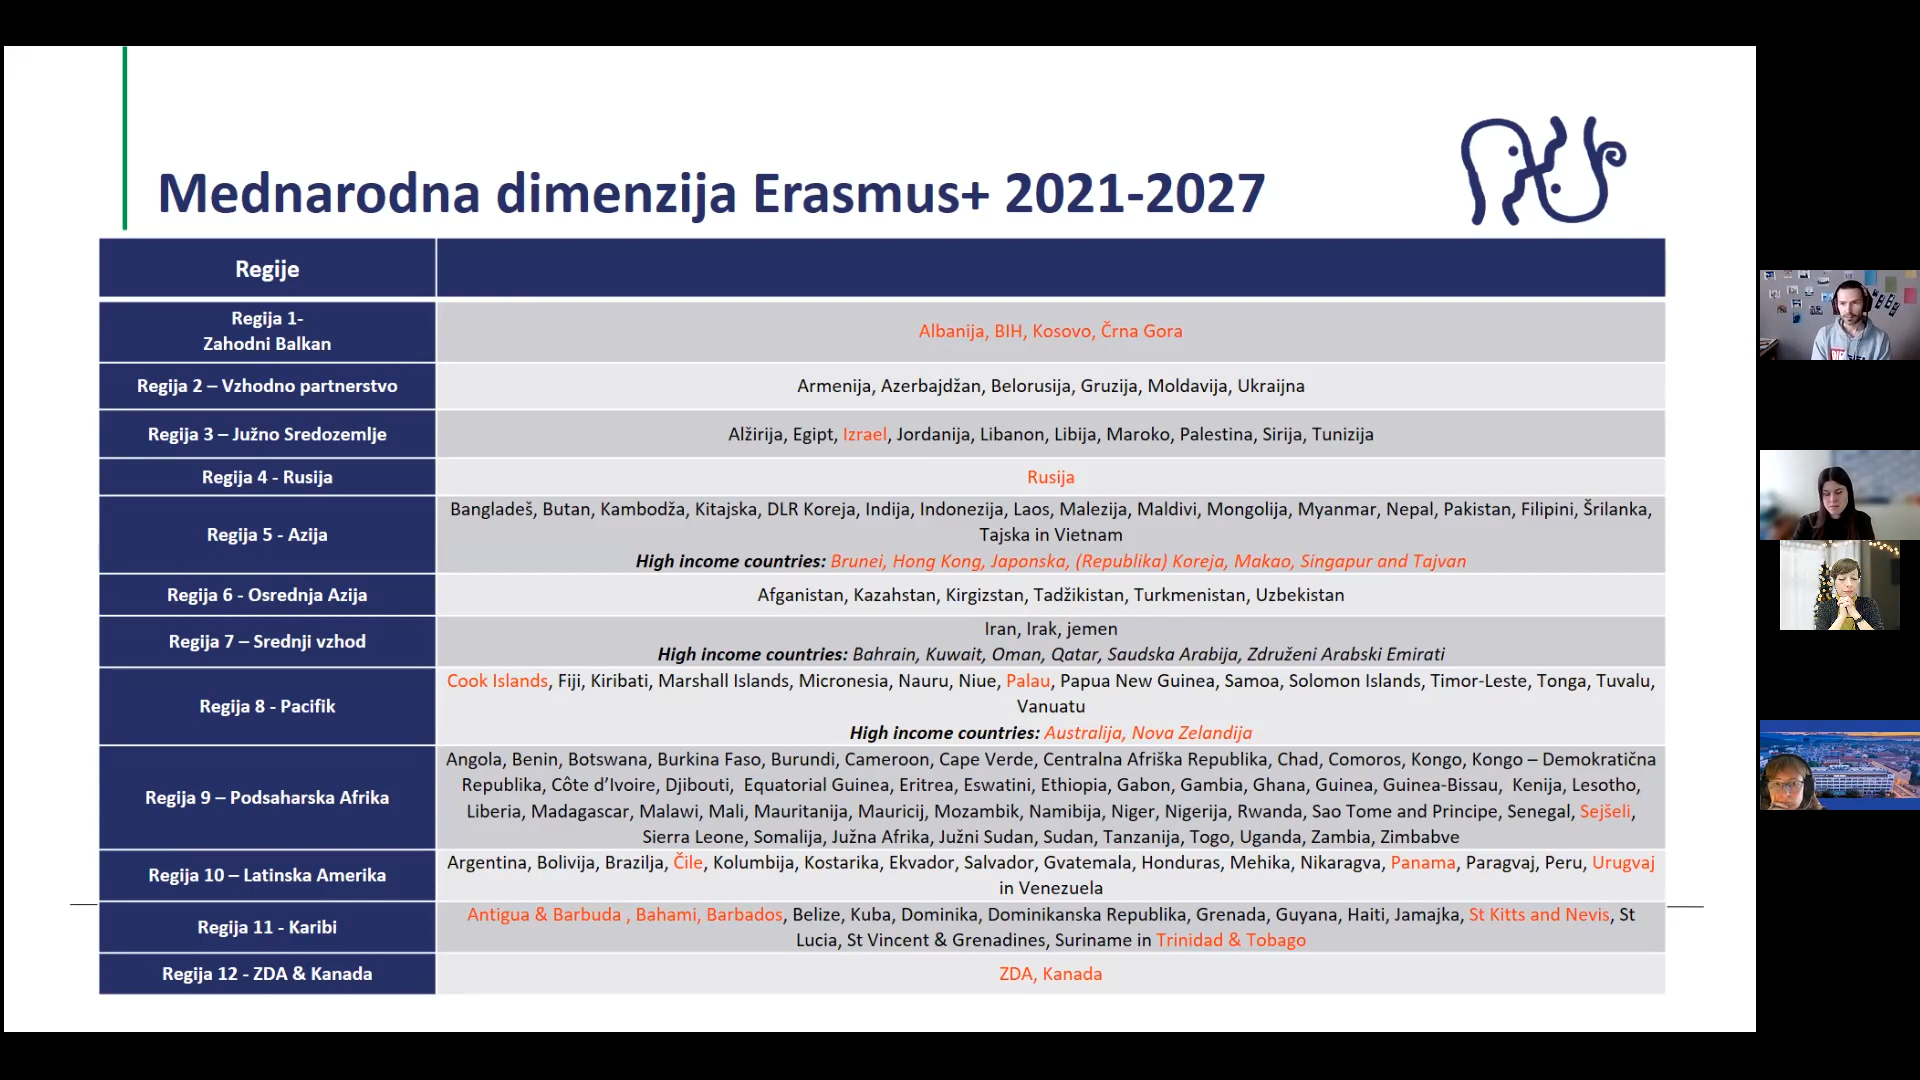 Mednarodna dimenzija Erasmus+ 2021-2027
Regije
Regija 1-
Zahodni Balkan
Albanija, BIH, Kosovo, Črna Gora
Regija 2 – Vzhodno partnerstvo
Armenija, Azerbajdžan, Belorusija, Gruzija, Moldavija, Ukraijna
Regija 3 – Južno Sredozemlje
Alžirija, Egipt, Izrael, Jordanija, Libanon, Libija, Maroko, Palestina, Sirija, Tunizija
Regija 4 - Rusija
Rusija
Regija 5 - Azija
Bangladeš, Butan, Kambodža, Kitajska, DLR Koreja, Indija, Indonezija, Laos, Malezija, Maldivi, Mongolija, Myanmar, Nepal, Pakistan, Filipini, Šrilanka,
Tajska in Vietnam
High income countries: Brunei, Hong Kong, Japonska, (Republika) Koreja, Makao, Singapur and Tajvan
Regija 6 - Osrednja Azija
Afganistan, Kazahstan, Kirgizstan, Tadžikistan, Turkmenistan, Uzbekistan
Regija 7 – Srednji vzhod
Iran, Irak, jemen
High income countries: Bahrain, Kuwait, Oman, Qatar, Saudska Arabija, Združeni Arabski Emirati
Regija 8 - Pacifik
Cook Islands, Fiji, Kiribati, Marshall Islands, Micronesia, Nauru, Niue, Palau, Papua New Guinea, Samoa, Solomon Islands, Timor-Leste, Tonga, Tuvalu,
Vanuatu
High income countries: Australija, Nova Zelandija
Regija 9 – Podsaharska Afrika
Angola, Benin, Botswana, Burkina Faso, Burundi, Cameroon, Cape Verde, Centralna Afriška Republika, Chad, Comoros, Kongo, Kongo – Demokratična
Republika, Côte d’Ivoire, Djibouti, Equatorial Guinea, Eritrea, Eswatini, Ethiopia, Gabon, Gambia, Ghana, Guinea, Guinea-Bissau, Kenija, Lesotho,
Liberia, Madagascar, Malawi, Mali, Mauritanija, Mauricij, Mozambik, Namibija, Niger, Nigerija, Rwanda, Sao Tome and Principe, Senegal, Sejšeli,
Sierra Leone, Somalija, Južna Afrika, Južni Sudan, Sudan, Tanzanija, Togo, Uganda, Zambia, Zimbabve
Regija 10 – Latinska Amerika
Argentina, Bolivija, Brazilja, Čile, Kolumbija, Kostarika, Ekvador, Salvador, Gvatemala, Honduras, Mehika, Nikaragva, Panama, Paragvaj, Peru, Urugvaj
in Venezuela
Regija 11 - Karibi
Antigua & Barbuda , Bahami, Barbados, Belize, Kuba, Dominika, Dominikanska Republika, Grenada, Guyana, Haiti, Jamajka, St Kitts and Nevis, St
Lucia, St Vincent & Grenadines, Suriname in Trinidad & Tobago
Regija 12 - ZDA & Kanada
ZDA, Kanada